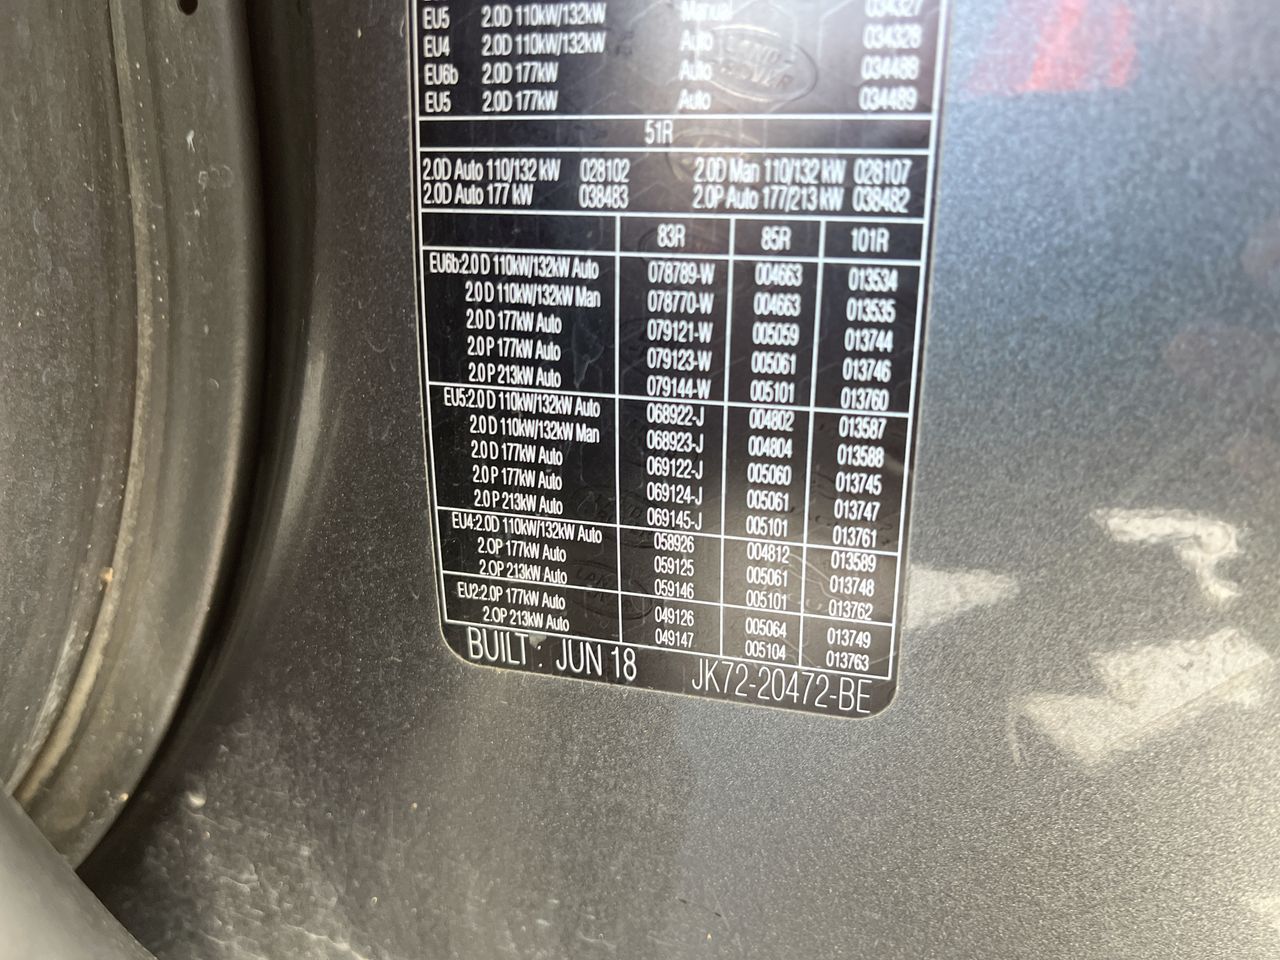 EU5 2.0D 110kW/132kW Manual 034327
EU4 2.0D 110kW/132kW Auto 034328
EU6b 2.0D 177kW Auto 034488
EU5 2.0D 177kW Auto 034489
LAND ROVER
51R
2.0D Auto 110/132 kW 028102 2.0D Man 110/132 kW 028107
2.0D Auto 177 kW 038483 2.0P Auto 177/213 kW 038482
83R 85R 101R
EU6b:2.0 D 110kW/132kW Auto 078789-W 004663 013534
2.0 D 110kW/132kW Man 078770-W 004663 013535
2.0 D 177kW Auto 079121-W 005059 013744
2.0 P 177kW Auto 079123-W 005061 013746
2.0 P 213kW Auto 079144-W 005101 013760
EU5:2.0 D 110kW/132kW Auto 068922-J 004802 013587
2.0 D 110kW/132kW Man 068923-J 004804 013588
2.0 D 177kW Auto 069122-J 005060 013745
2.0 P 177kW Auto 069124-J 005061 013747
2.0 P 213kW Auto 069145-J 005101 013761
EU4:2.0D 110kW/132kW Auto 058926 004812 013589
2.0P 177kW Auto 059125 005061 013748
2.0P 213kW Auto 059146 005101 013762
EU2:2.0P 177kW Auto 049126 005064 013749
2.0P 213kW Auto 049147 005104 013763
BUILT : JUN 18 JK72-20472-BE